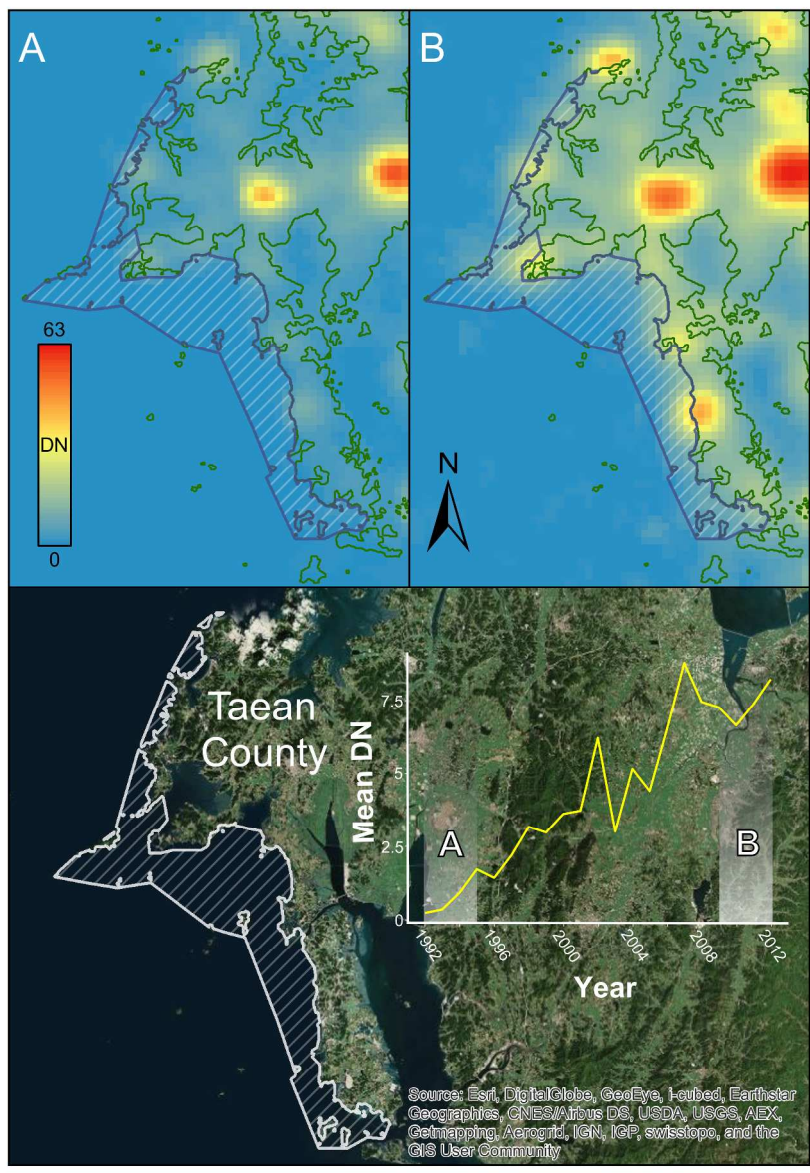 A
B
63
DN
0
N
Taean
County
Mean DN
7.5
5
2.5
0
A
B
1992
1996
2000
2004
2008
2012
Year
Source: Esri, DigitalGlobe, GeoEye, i-cubed, Earthstar
Geographics, CNES/Airbus DS, USDA, USGS, AEX,
Getmapping, Aerogrid, IGN, IGP, swisstopo, and the
GIS User Community